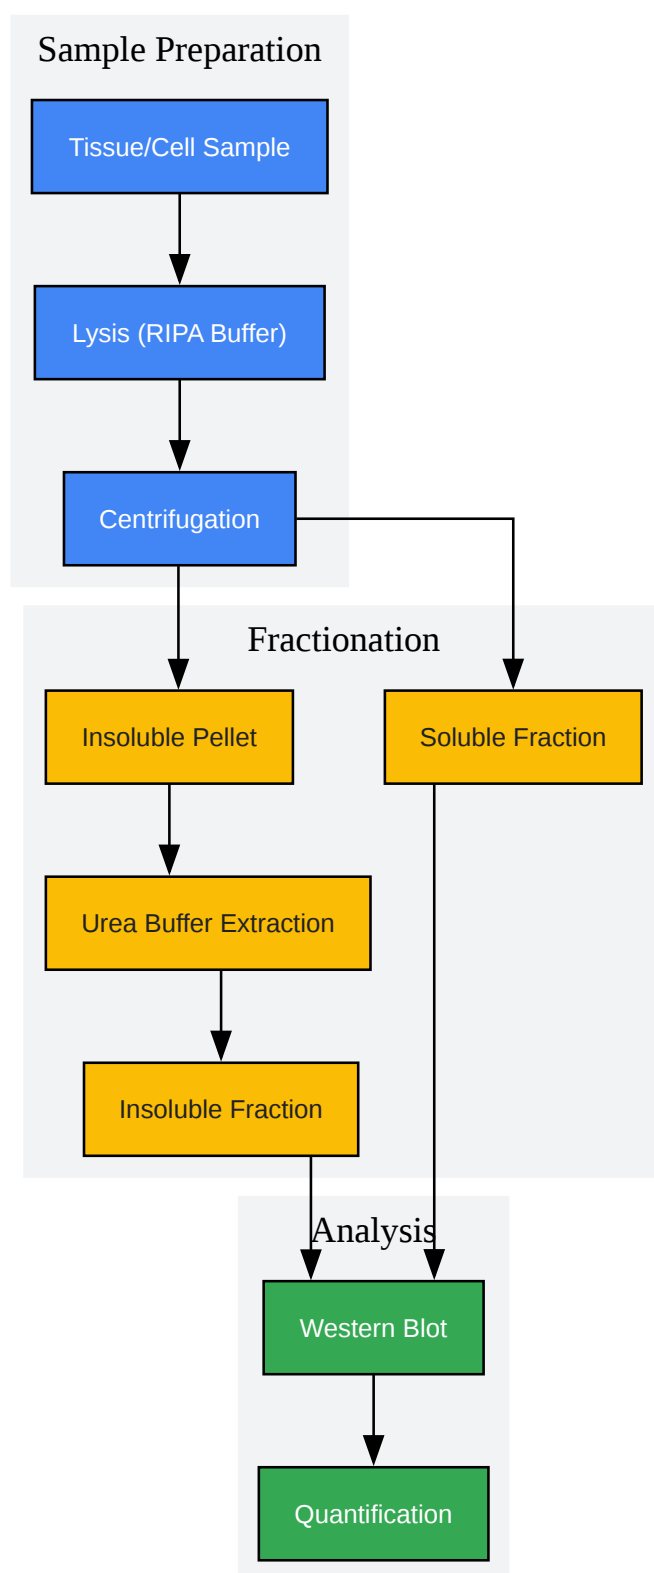 Sample Preparation
Tissue/Cell Sample
Lysis (RIPA Buffer)
Centrifugation
Fractionation
Insoluble Pellet
Soluble Fraction
Urea Buffer Extraction
Insoluble Fraction
Analysis
Western Blot
Quantification